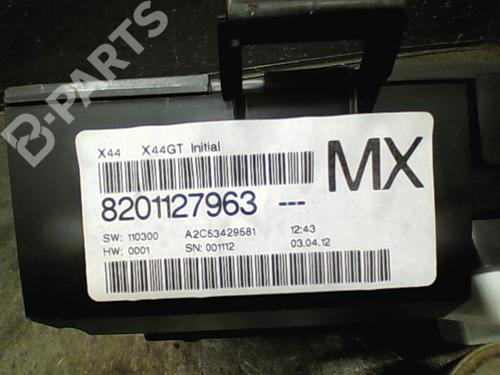 B-PARTS
X44 X44GT Initial
MX
8201127963 ---
SW: 110300 A2C53429581 12:43
HW: 0001 SN: 001112 03.04.12